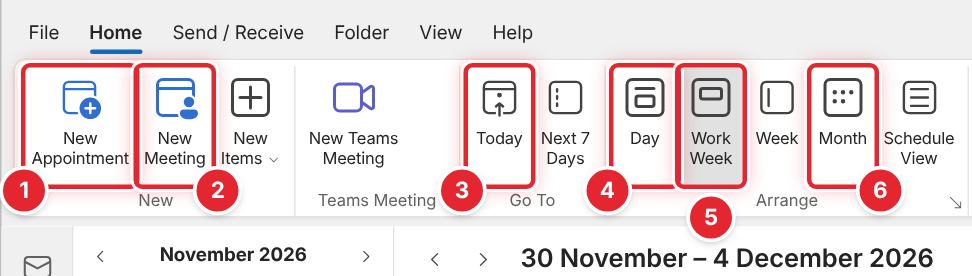 File Home Send / Receive Folder View Help
New Appointment
New Meeting
New Items
New Teams Meeting
Today
Next 7 Days
Day
Work Week
Week
Month
Schedule View
1 2 3 4 5 6
New Teams Meeting Go To Arrange
November 2026
30 November – 4 December 2026